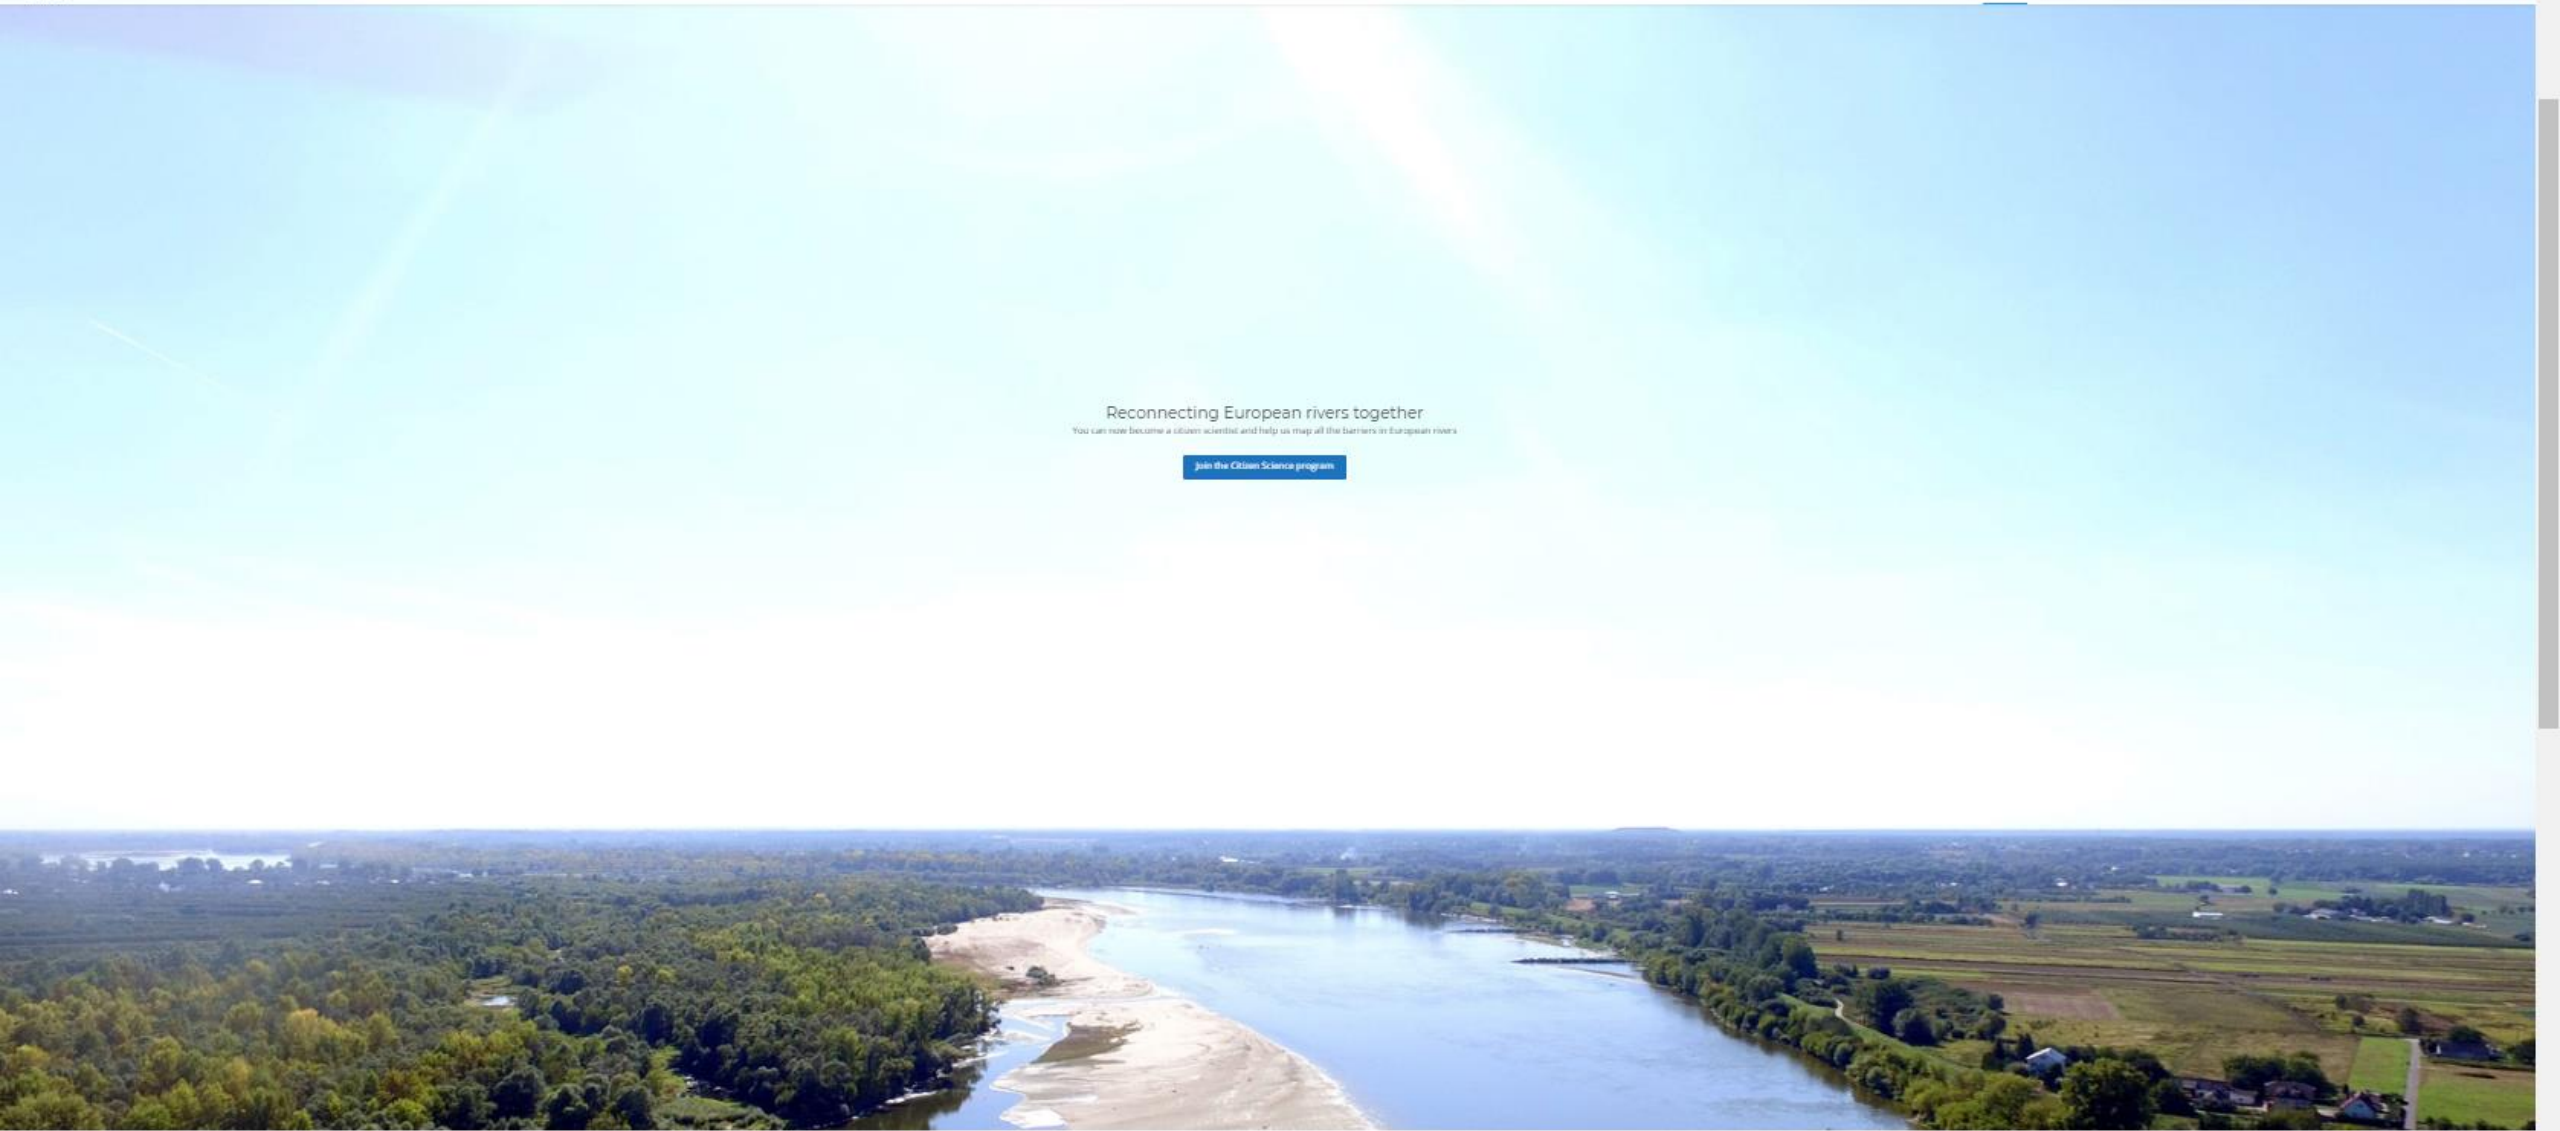 Reconnecting European rivers together
You can now become a citizen scientist and help us map all the barriers in European rivers
Join the Citizen Science program